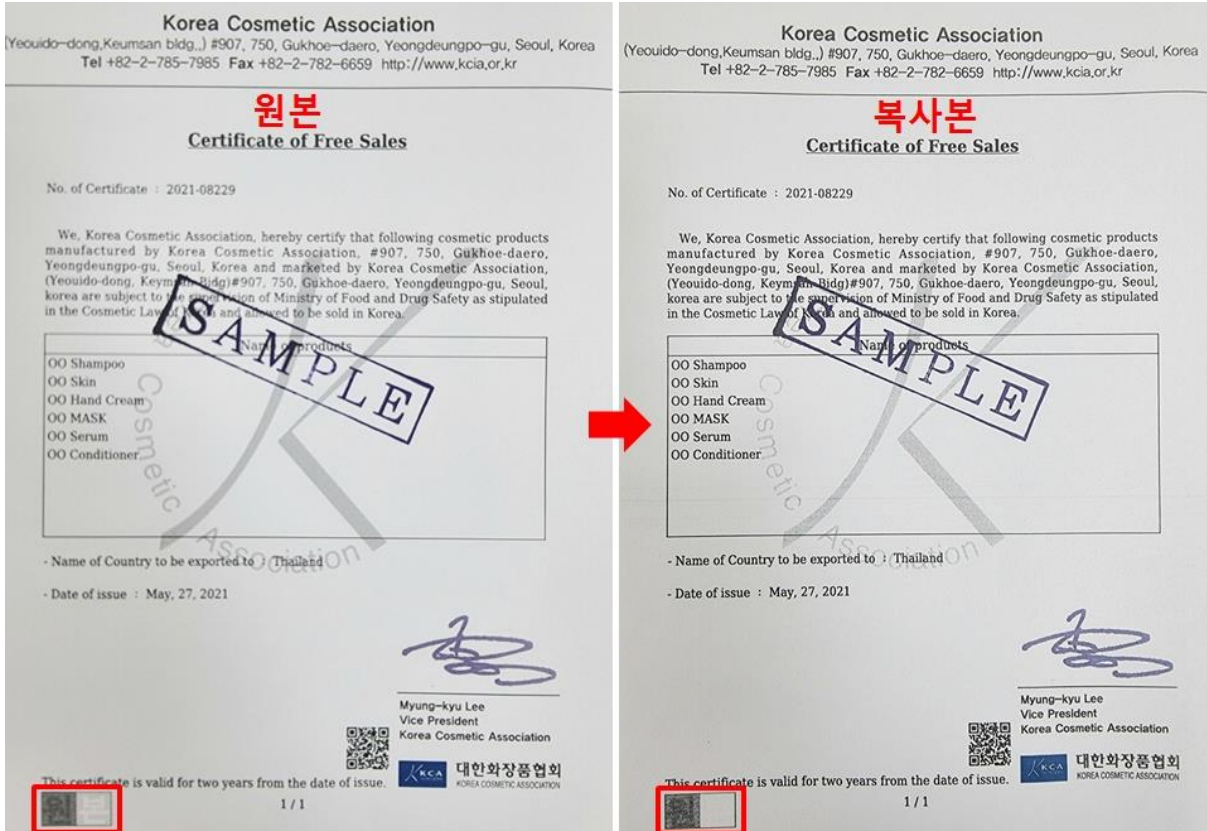 Korea Cosmetic Association
(Yeouido-dong,Keumsan bldg.,) #907, 750, Gukhoe-daero, Yeongdeungpo-gu, Seoul, Korea
Tel +82-2-785-7985 Fax +82-2-782-6659 http://www.kcia.or.kr
원본
Certificate of Free Sales
No. of Certificate : 2021-08229
We, Korea Cosmetic Association, hereby certify that following cosmetic products
manufactured by Korea Cosmetic Association, #907, 750, Gukhoe-daero,
Yeongdeungpo-gu, Seoul, Korea and marketed by Korea Cosmetic Association,
(Yeouido-dong, Keymran Bidg)#907, 750, Gukhoe-daero, Yeongdeungpo-gu, Seoul,
korea are subject to the supervision of Ministry of Food and Drug Safety as stipulated
in the Cosmetic Law of Korea and allowed to be sold in Korea.
SAMPLE
Name of products
OO Shampoo
OO Skin
OO Hand Cream
OO MASK
OO Serum
OO Conditioner
Cosmetic Association
- Name of Country to be exported to : Thailand
- Date of issue : May, 27, 2021
Myung-kyu Lee
Vice President
Korea Cosmetic Association
KCA 대한화장품협회
KOREA COSMETIC ASSOCIATION
This certificate is valid for two years from the date of issue.
원본
1 / 1
Korea Cosmetic Association
(Yeouido-dong,Keumsan bldg.,) #907, 750, Gukhoe-daero, Yeongdeungpo-gu, Seoul, Korea
Tel +82-2-785-7985 Fax +82-2-782-6659 http://www.kcia.or.kr
복사본
Certificate of Free Sales
No. of Certificate : 2021-08229
We, Korea Cosmetic Association, hereby certify that following cosmetic products
manufactured by Korea Cosmetic Association, #907, 750, Gukhoe-daero,
Yeongdeungpo-gu, Seoul, Korea and marketed by Korea Cosmetic Association,
(Yeouido-dong, Keymran Bidg)#907, 750, Gukhoe-daero, Yeongdeungpo-gu, Seoul,
korea are subject to the supervision of Ministry of Food and Drug Safety as stipulated
in the Cosmetic Law of Korea and allowed to be sold in Korea.
SAMPLE
Name of products
OO Shampoo
OO Skin
OO Hand Cream
OO MASK
OO Serum
OO Conditioner
Cosmetic Association
- Name of Country to be exported to : Thailand
- Date of issue : May, 27, 2021
Myung-kyu Lee
Vice President
Korea Cosmetic Association
KCA 대한화장품협회
KOREA COSMETIC ASSOCIATION
This certificate is valid for two years from the date of issue.
1 / 1